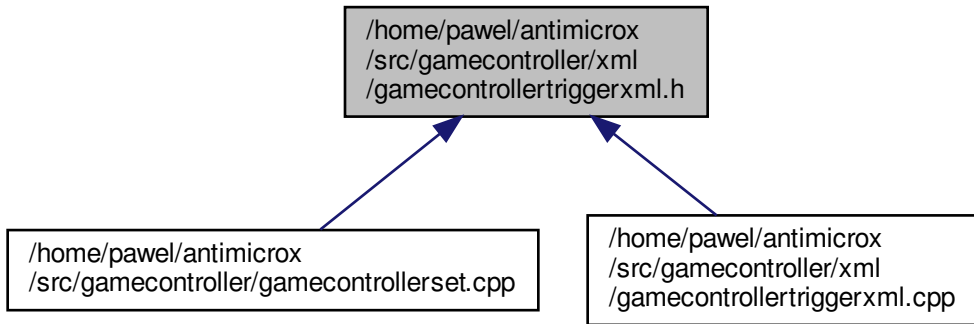 /home/pawel/antimicrox
/src/gamecontroller/xml
/gamecontrollertriggerxml.h
/home/pawel/antimicrox
/src/gamecontroller/gamecontrollerset.cpp
/home/pawel/antimicrox
/src/gamecontroller/xml
/gamecontrollertriggerxml.cpp